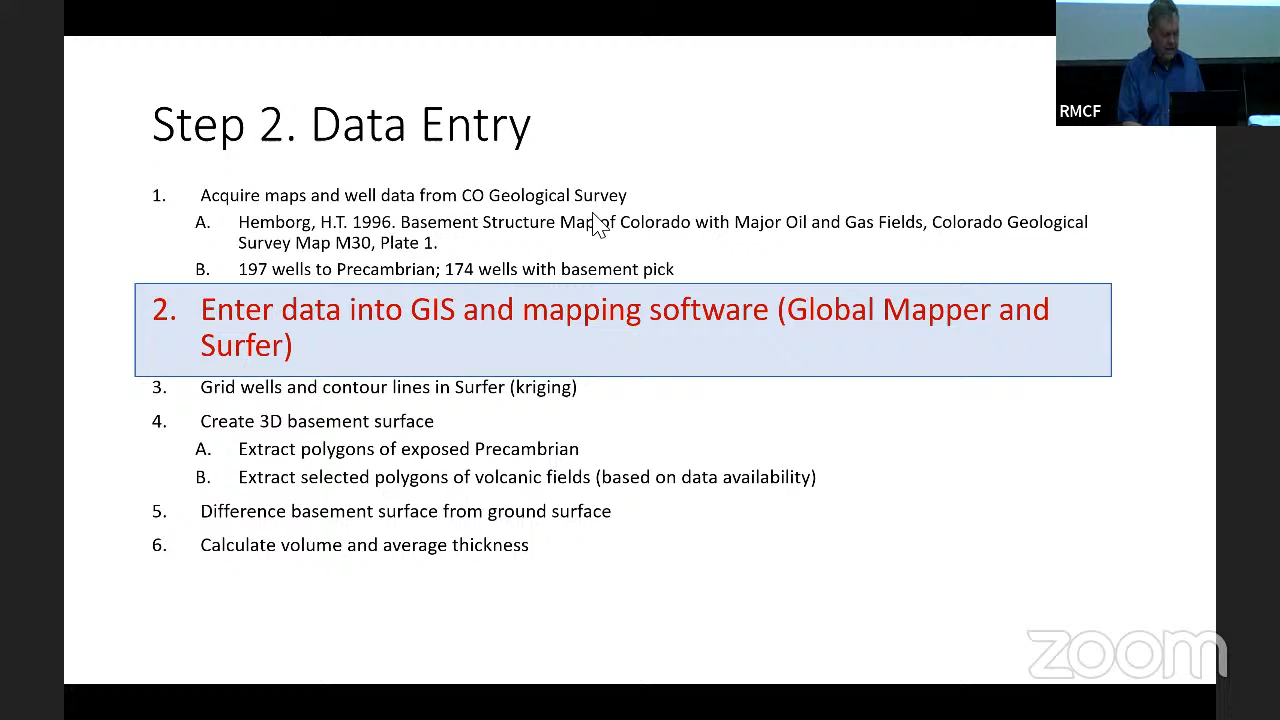 RMCF
Step 2. Data Entry
1. Acquire maps and well data from CO Geological Survey
A. Hemborg, H.T. 1996. Basement Structure Map of Colorado with Major Oil and Gas Fields, Colorado Geological
Survey Map M30, Plate 1.
B. 197 wells to Precambrian; 174 wells with basement pick
2. Enter data into GIS and mapping software (Global Mapper and
Surfer)
3. Grid wells and contour lines in Surfer (kriging)
4. Create 3D basement surface
A. Extract polygons of exposed Precambrian
B. Extract selected polygons of volcanic fields (based on data availability)
5. Difference basement surface from ground surface
6. Calculate volume and average thickness
zoom